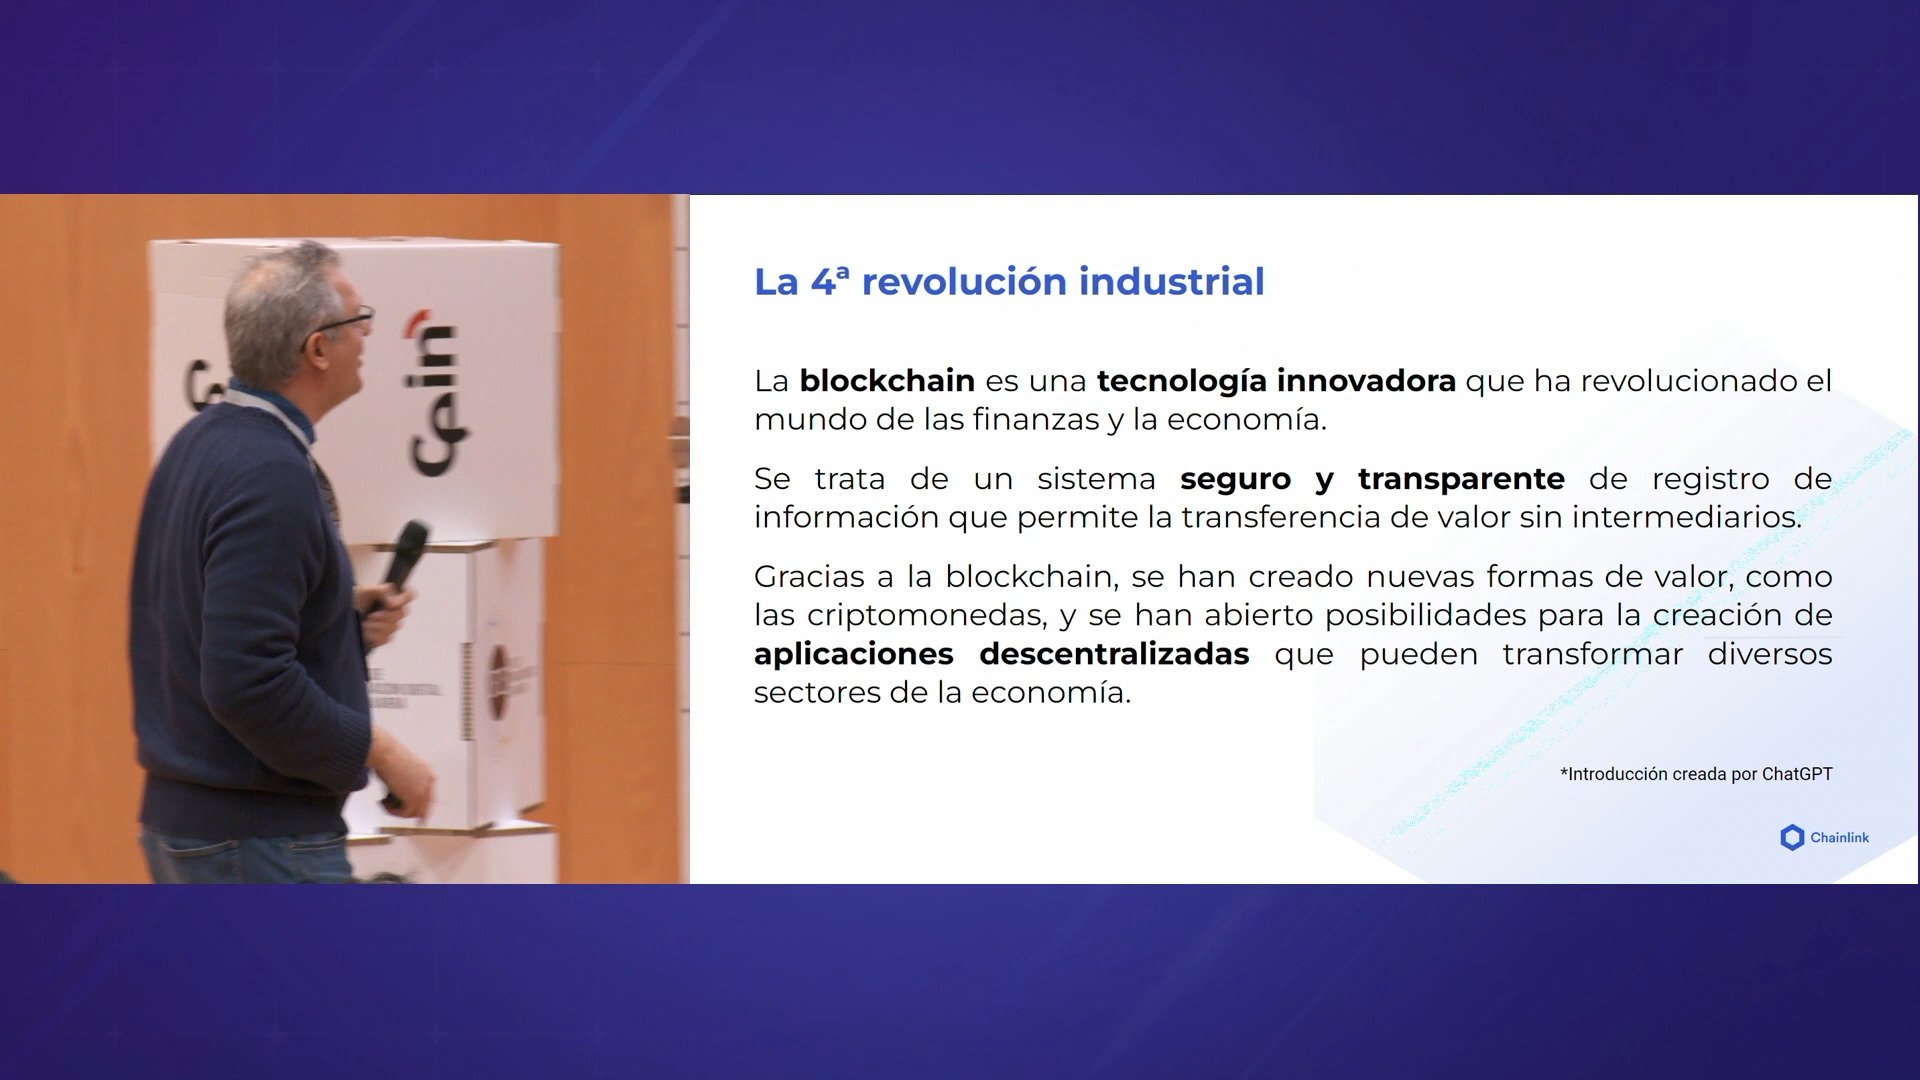 Cein
La 4ª revolución industrial
La blockchain es una tecnología innovadora que ha revolucionado el
mundo de las finanzas y la economía.
Se trata de un sistema seguro y transparente de registro de
información que permite la transferencia de valor sin intermediarios.
Gracias a la blockchain, se han creado nuevas formas de valor, como
las criptomonedas, y se han abierto posibilidades para la creación de
aplicaciones descentralizadas que pueden transformar diversos
sectores de la economía.
*Introducción creada por ChatGPT
Chainlink